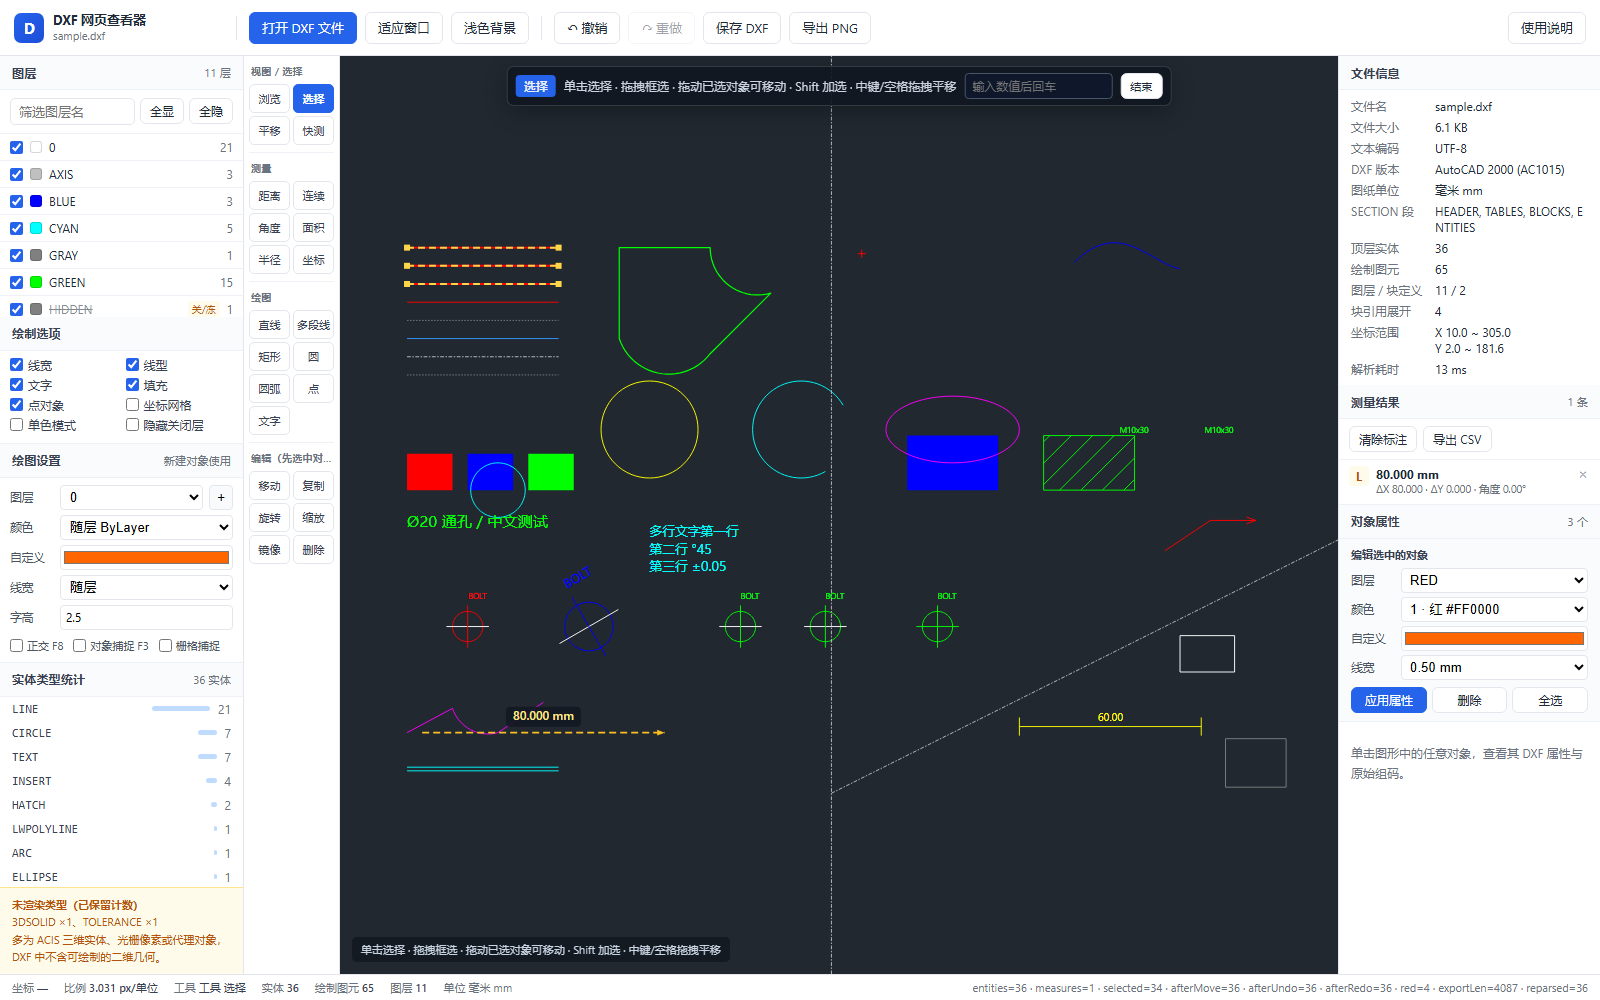 D
DXF 网页查看器
sample.dxf
打开 DXF 文件
适应窗口
浅色背景
↶ 撤销
↷ 重做
保存 DXF
导出 PNG
使用说明
图层
11 层
筛选图层名
全显
全隐
0 21
AXIS 3
BLUE 3
CYAN 5
GRAY 1
GREEN 15
HIDDEN 关/冻 1
绘制选项
线宽 线型
文字 填充
点对象 坐标网格
单色模式 隐藏关闭层
绘图设置 新建对象使用
图层 0 +
颜色 随层 ByLayer
自定义
线宽 随层
字高 2.5
正交 F8 对象捕捉 F3 栅格捕捉
实体类型统计 36 实体
LINE 21
CIRCLE 7
TEXT 7
INSERT 4
HATCH 2
LWPOLYLINE 1
ARC 1
ELLIPSE 1
未渲染类型（已保留计数）
3DSOLID ×1、TOLERANCE ×1
多为 ACIS 三维实体、光栅像素或代理对象，
DXF 中不含可绘制的二维几何。
视图 / 选择
浏览 选择
平移 快测
测量
距离 连续
角度 面积
半径 坐标
绘图
直线 多段线
矩形 圆
圆弧 点
文字
编辑（先选中对...
移动 复制
旋转 缩放
镜像 删除
选择 单击选择 · 拖拽框选 · 拖动已选对象可移动 · Shift 加选 · 中键/空格拖拽平移 输入数值后回车 结束
M10x30 M10x30
Ø20 通孔 / 中文测试
多行文字第一行
第二行 °45
第三行 ±0.05
BOLT
BOLT BOLT BOLT BOLT
80.000 mm
60.00
单击选择 · 拖拽框选 · 拖动已选对象可移动 · Shift 加选 · 中键/空格拖拽平移
文件信息
文件名 sample.dxf
文件大小 6.1 KB
文本编码 UTF-8
DXF 版本 AutoCAD 2000 (AC1015)
图纸单位 毫米 mm
SECTION 段 HEADER, TABLES, BLOCKS, E
NTITIES
顶层实体 36
绘制图元 65
图层 / 块定义 11 / 2
块引用展开 4
坐标范围 X 10.0 ~ 305.0
Y 2.0 ~ 181.6
解析耗时 13 ms
测量结果 1 条
清除标注 导出 CSV
L 80.000 mm ×
ΔX 80.000 · ΔY 0.000 · 角度 0.00°
对象属性 3 个
编辑选中的对象
图层 RED
颜色 1 · 红 #FF0000
自定义
线宽 0.50 mm
应用属性 删除 全选
单击图形中的任意对象，查看其 DXF 属性与
原始组码。
坐标 — 比例 3.031 px/单位 工具 工具 选择 实体 36 绘制图元 65 图层 11 单位 毫米 mm
entities=36 · measures=1 · selected=34 · afterMove=36 · afterUndo=36 · afterRedo=36 · red=4 · exportLen=4087 · reparsed=36